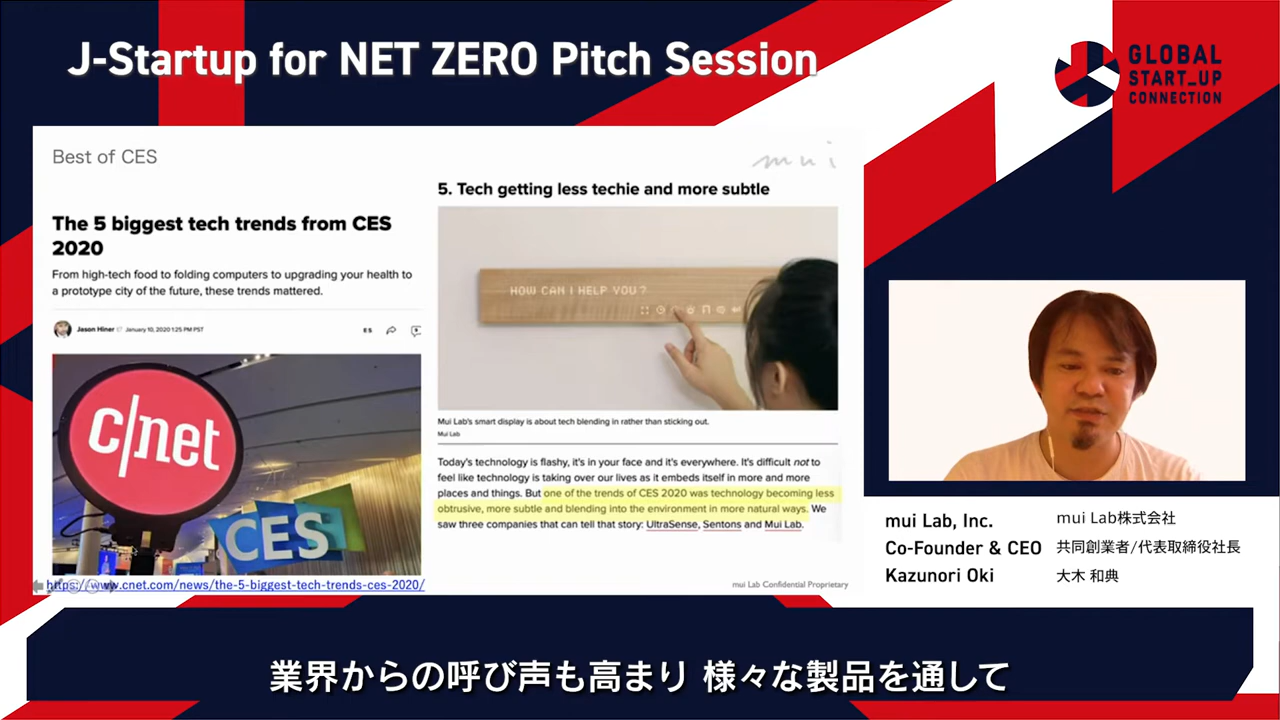 J-Startup for NET ZERO Pitch Session
GLOBAL
START_UP
CONNECTION
Best of CES
mui
The 5 biggest tech trends from CES
2020
From high-tech food to folding computers to upgrading your health to
a prototype city of the future, these trends mattered.
Jason Hiner
January 10, 2020 1:25 PM PST
ES
c|net
CES
https://www.cnet.com/news/the-5-biggest-tech-trends-ces-2020/
5. Tech getting less techie and more subtle
HOW CAN I HELP YOU?
Mui Lab's smart display is about tech blending in rather than sticking out.
Mui Lab
Today's technology is flashy, it's in your face and it's everywhere. It's difficult not to
feel like technology is taking over our lives as it embeds itself in more and more
places and things. But one of the trends of CES 2020 was technology becoming less
obtrusive, more subtle and blending into the environment in more natural ways. We
saw three companies that can tell that story: UltraSense, Sentons and Mui Lab.
mui Lab Confidential Proprietary
mui Lab, Inc.
Co-Founder & CEO
Kazunori Oki
mui Lab株式会社
共同創業者/代表取締役社長
大木 和典
業界からの呼び声も高まり 様々な製品を通して